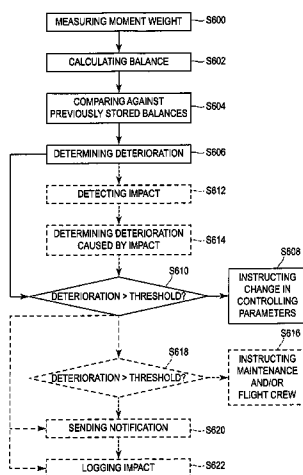 MEASURING MOMENT WEIGHT
S600
CALCULATING BALANCE
S602
COMPARING AGAINST
PREVIOUSLY STORED BALANCES
S604
DETERMINING DETERIORATION
S606
DETECTING IMPACT
S612
DETERMINING DETERIORATION
CAUSED BY IMPACT
S614
DETERIORATION > THRESHOLD?
S610
S608
INSTRUCTING
CHANGE IN
CONTROLLING
PARAMETERS
DETERIORATION > THRESHOLD?
S618
S616
INSTRUCTING
MAINTENANCE
AND/OR
FLIGHT CREW
SENDING NOTIFICATION
S620
LOGGING IMPACT
S622